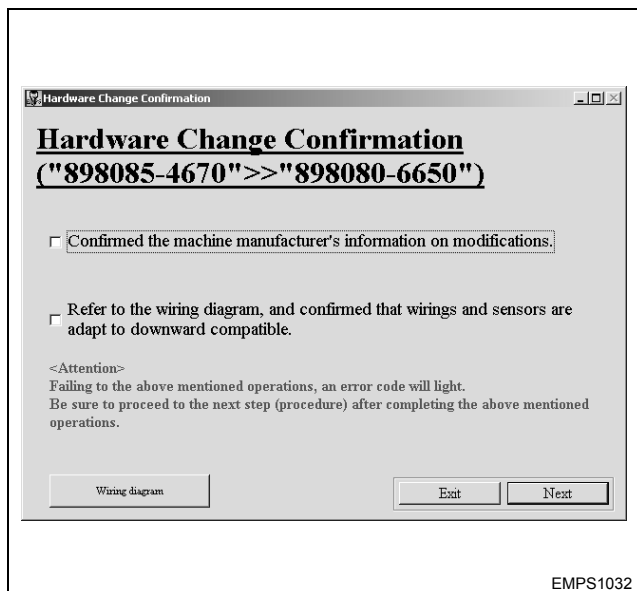 Hardware Change Confirmation
Hardware Change Confirmation
("898085-4670">>"898080-6650")
Confirmed the machine manufacturer's information on modifications.
Refer to the wiring diagram, and confirmed that wirings and sensors are
adapt to downward compatible.
<Attention>
Failing to the above mentioned operations, an error code will light.
Be sure to proceed to the next step (procedure) after completing the above mentioned
operations.
Wiring diagram
Exit
Next
EMPS1032